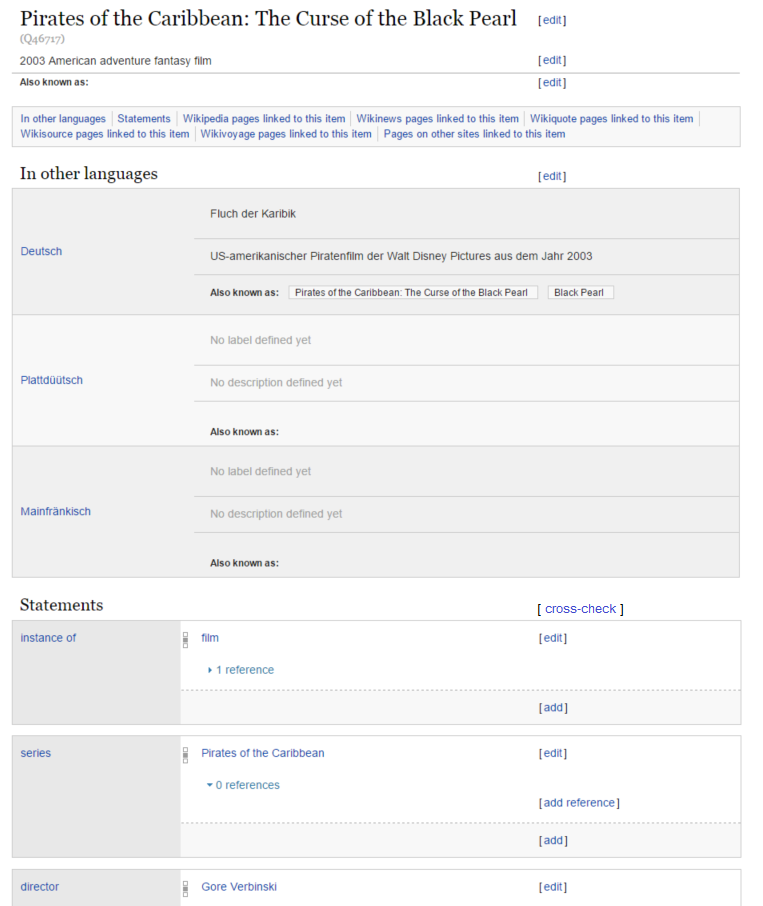 Pirates of the Caribbean: The Curse of the Black Pearl [edit]
(Q46717)
2003 American adventure fantasy film [edit]
Also known as: [edit]
In other languages | Statements | Wikipedia pages linked to this item | Wikinews pages linked to this item | Wikiquote pages linked to this item |
Wikisource pages linked to this item | Wikivoyage pages linked to this item | Pages on other sites linked to this item
In other languages [edit]
Fluch der Karibik
Deutsch
US-amerikanischer Piratenfilm der Walt Disney Pictures aus dem Jahr 2003
Also known as: Pirates of the Caribbean: The Curse of the Black Pearl Black Pearl
No label defined yet
Plattdüütsch
No description defined yet
Also known as:
No label defined yet
Mainfränkisch
No description defined yet
Also known as:
Statements [ cross-check ]
instance of film [edit]
1 reference
[add]
series Pirates of the Caribbean [edit]
0 references
[add reference]
[add]
director Gore Verbinski [edit]